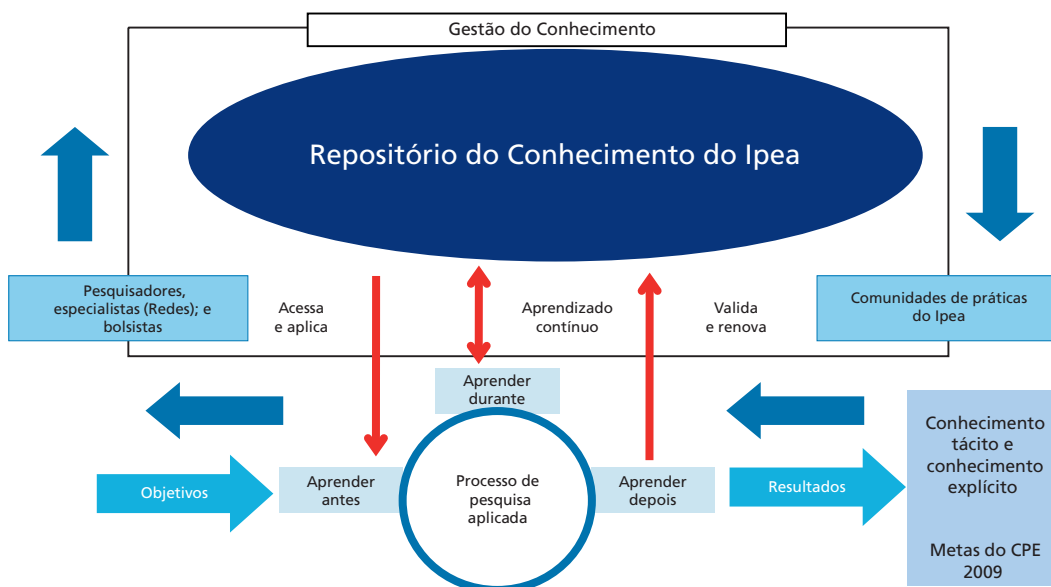 Gestão do Conhecimento
Repositório do Conhecimento do Ipea
Pesquisadores,
especialistas (Redes); e
bolsistas
Acessa
e aplica
Aprendizado
contínuo
Valida
e renova
Comunidades de práticas
do Ipea
Aprender
durante
Objetivos
Aprender
antes
Processo de
pesquisa
aplicada
Aprender
depois
Resultados
Conhecimento
tácito e
conhecimento
explícito
Metas do CPE
2009